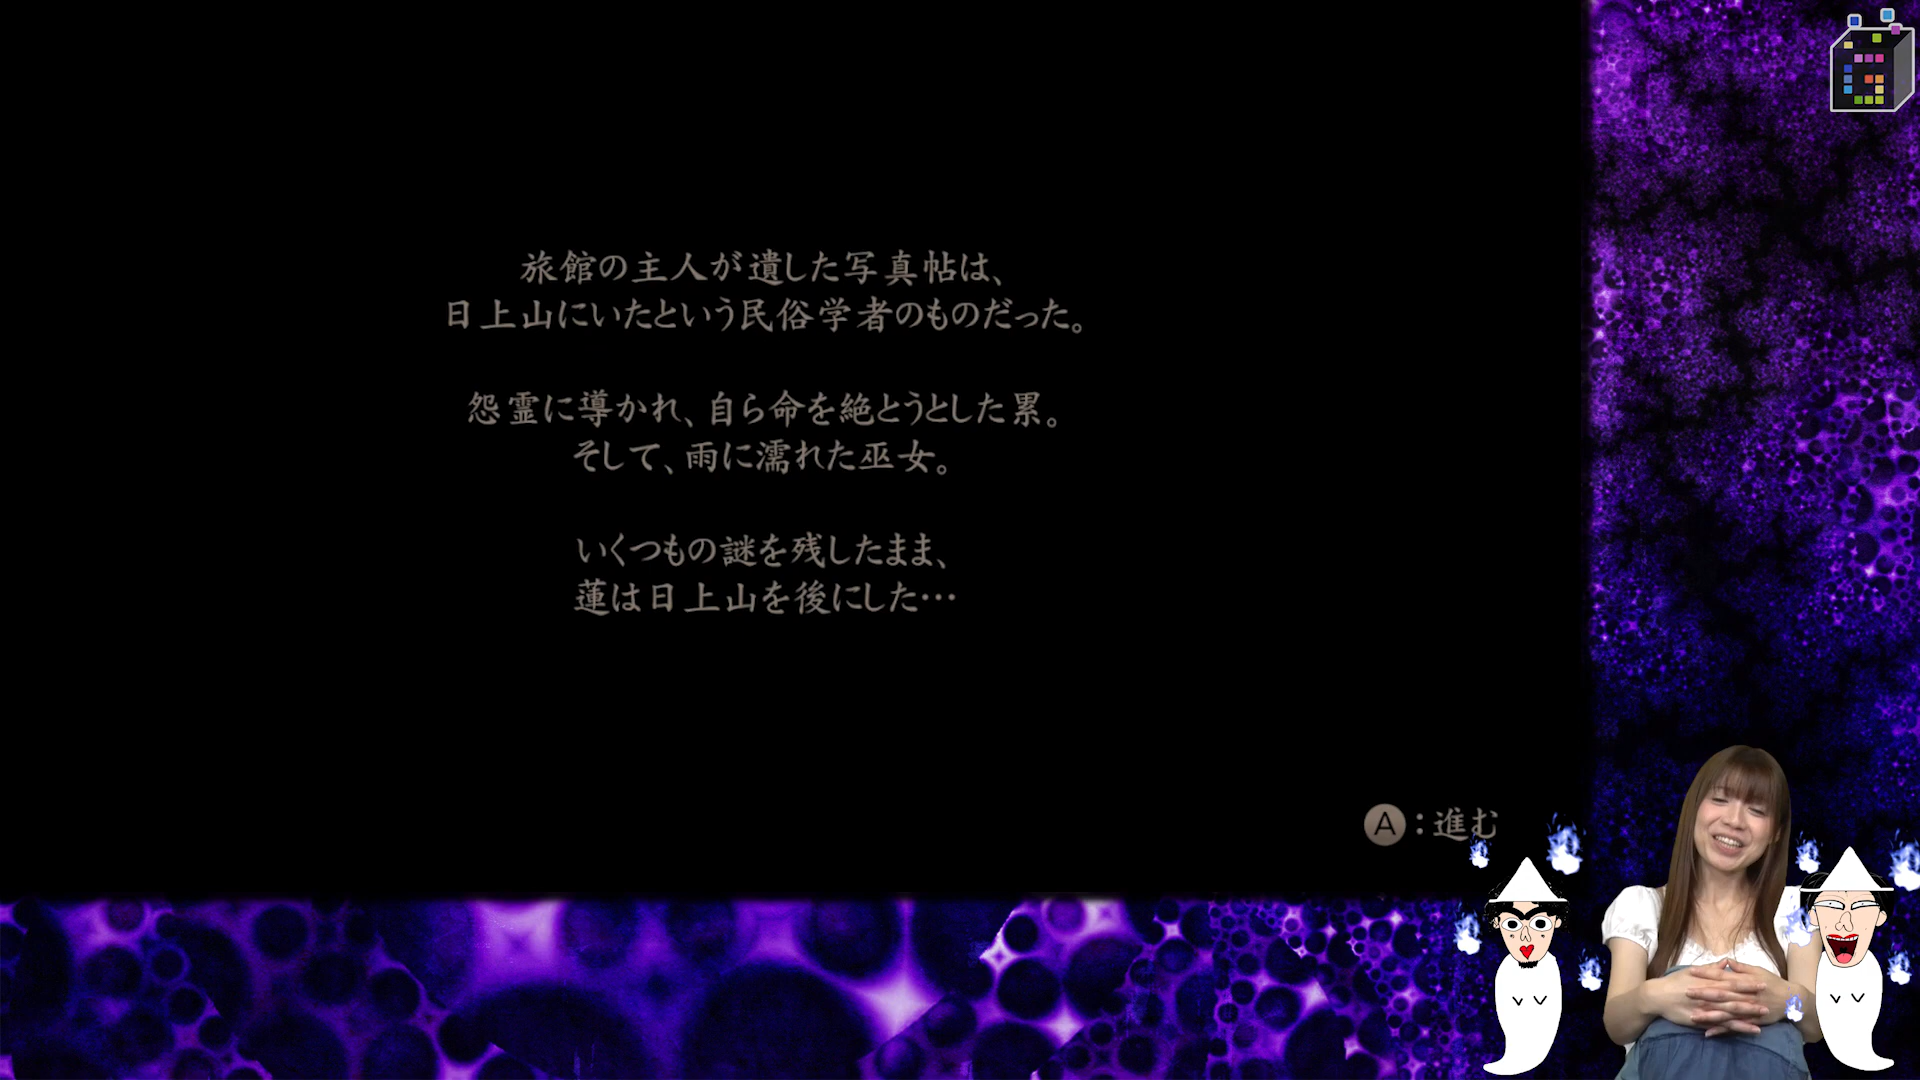 旅館の主人が遺した写真帖は、
日上山にいたという民俗学者のものだった。
怨霊に導かれ、自ら命を絶とうとした累。
そして、雨に濡れた巫女。
いくつもの謎を残したまま、
蓮は日上山を後にした…
A：進む
G